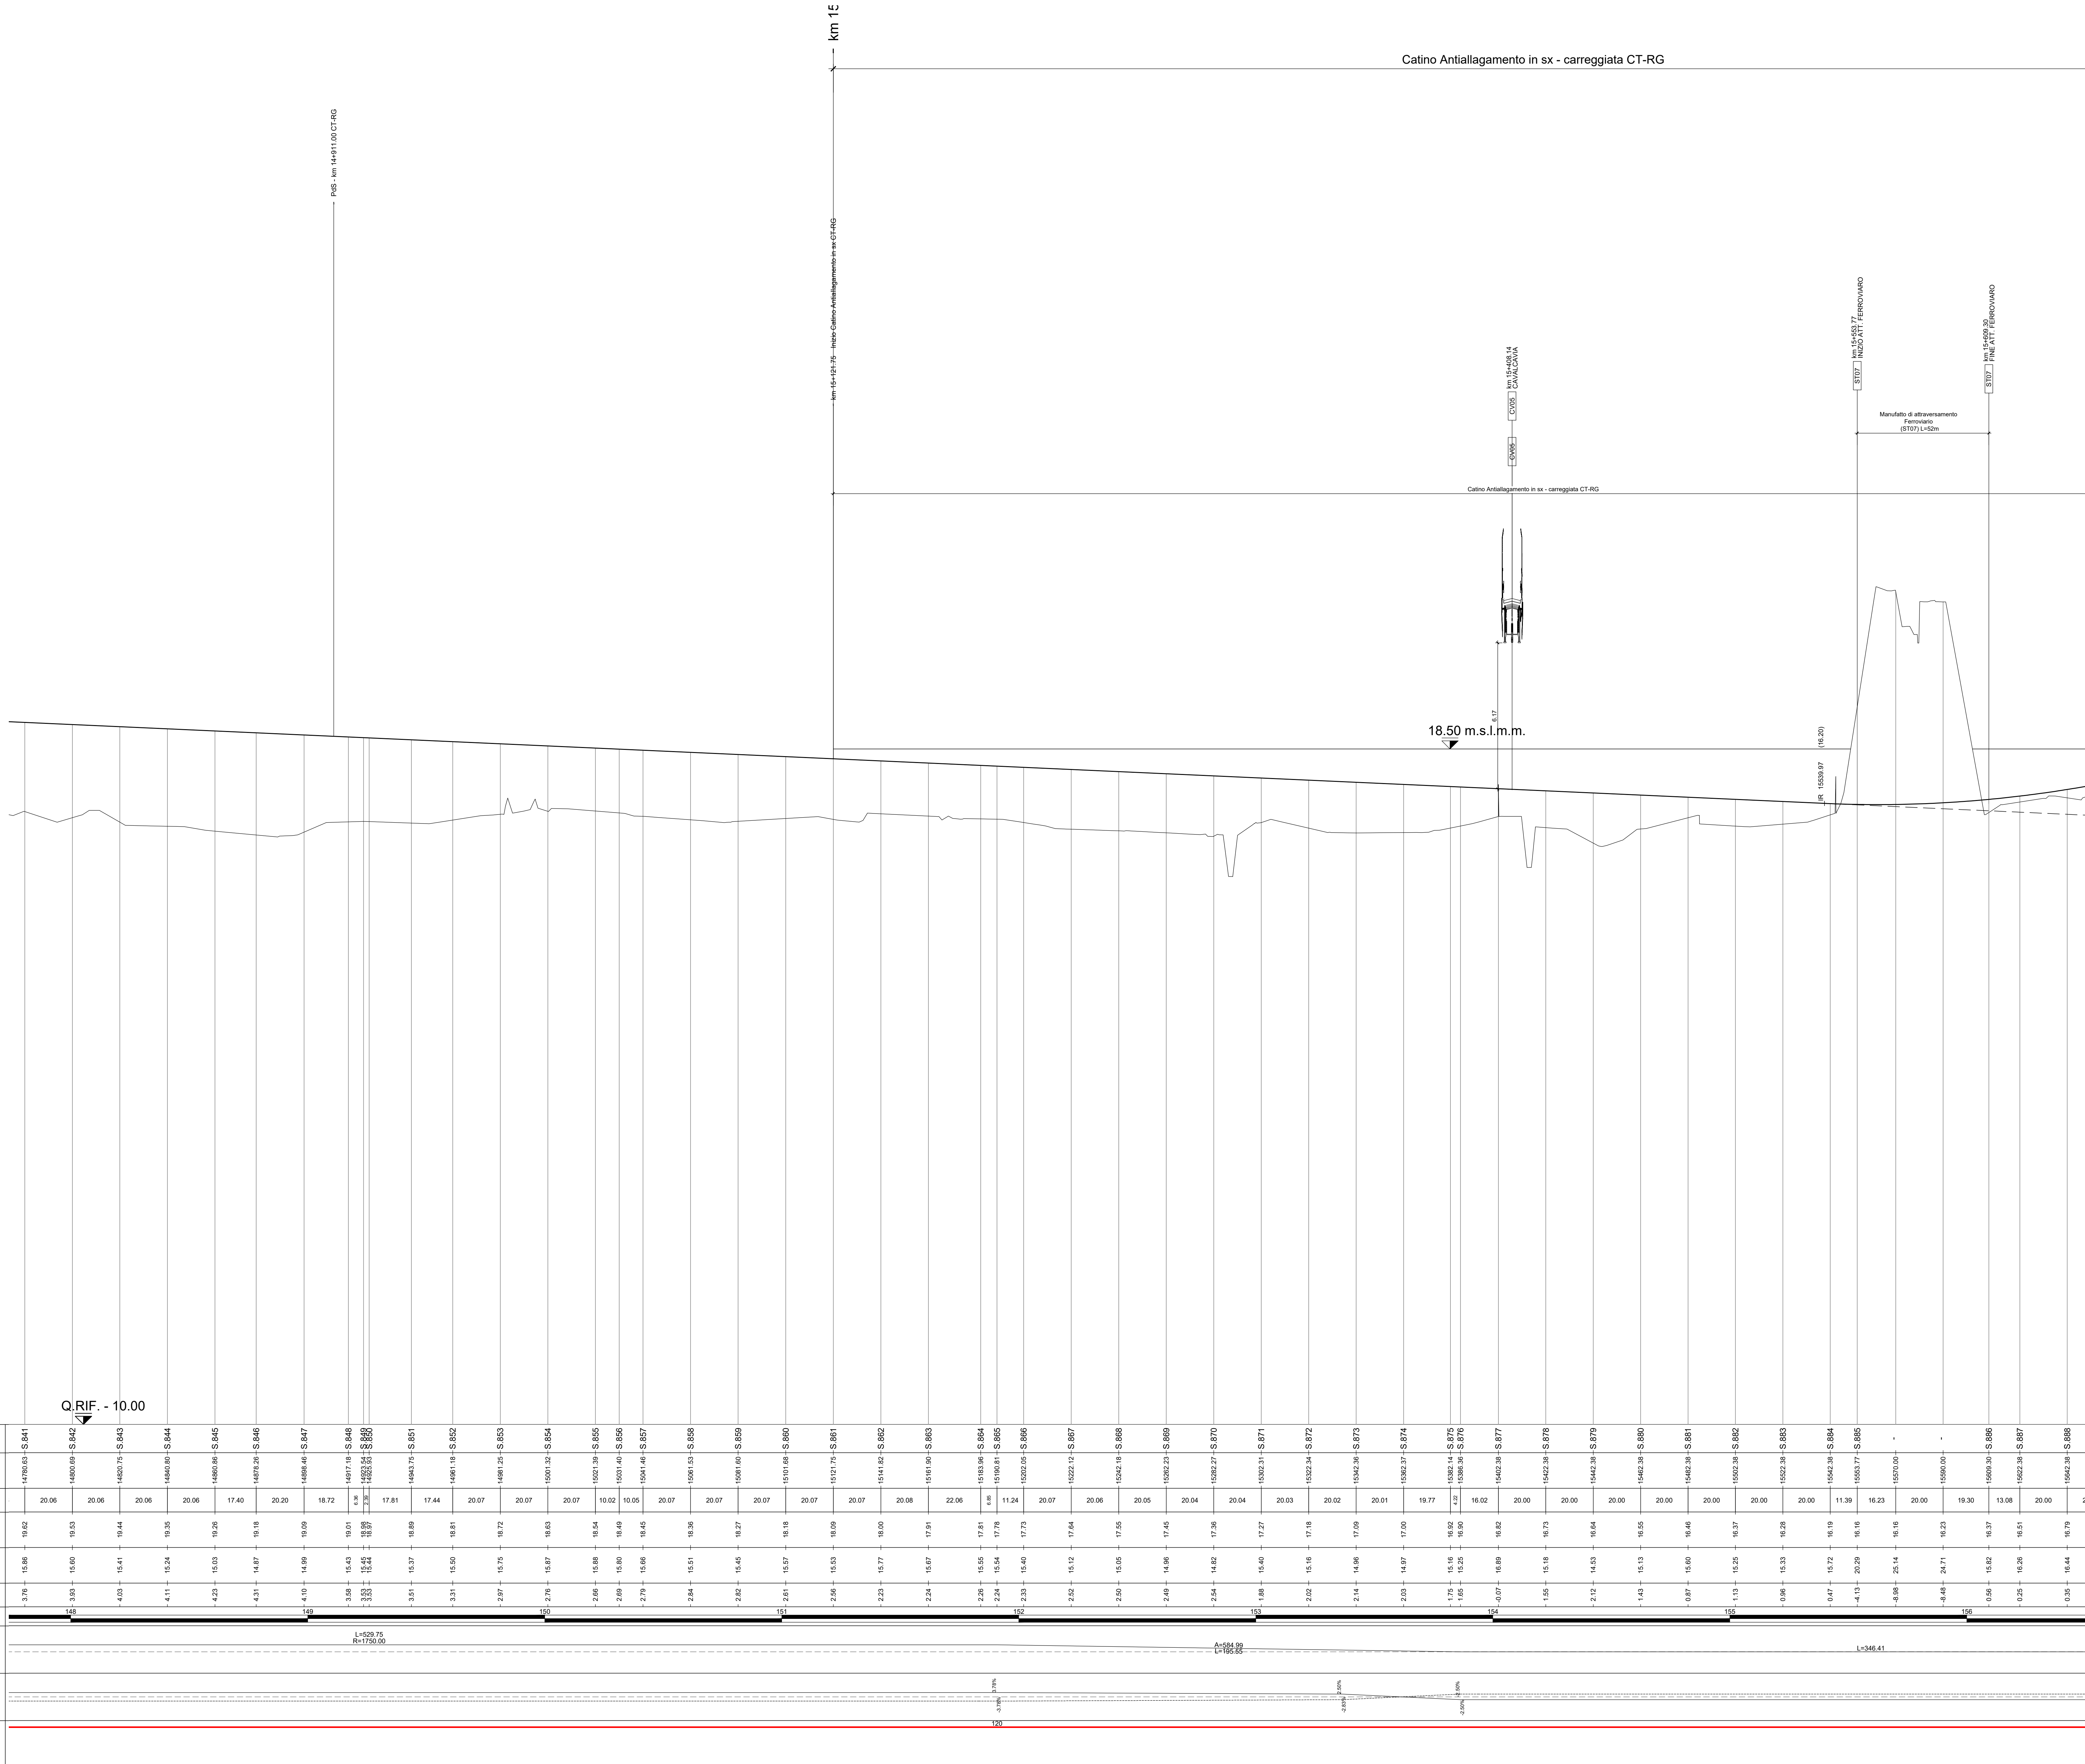 km 15
Catino Antiallagamento in sx - carreggiata CT-RG
PdS - km 14+911.00 CT-RG
km 15+121.75 Inizio Catino Antiallagamento in sx CT-RG
km 15+553.77
INIZIO ATT. FERROVIARO
ST07
km 15+609.30
FINE ATT. FERROVIARO
ST07
km 15+408.14
CAVALCAVIA
CV05
CV05
Manufatto di attraversamento
Ferroviario
(ST07) L=52m
Catino Antiallagamento in sx - carreggiata CT-RG
6.17
18.50 m.s.l.m.m.
(16.20)
IR 15539.97
Q.RIF. - 10.00
S.841 S.842 S.843 S.844 S.845 S.846 S.847 S.848 S.849 S.850 S.851 S.852 S.853 S.854 S.855 S.856 S.857 S.858 S.859 S.860 S.861 S.862 S.863 S.864 S.865 S.866 S.867 S.868 S.869 S.870 S.871 S.872 S.873 S.874 S.875 S.876 S.877 S.878 S.879 S.880 S.881 S.882 S.883 S.884 S.885 - - S.886 S.887 S.888
14780.63 14800.69 14820.75 14840.80 14860.86 14878.26 14898.46 14917.18 14923.54 14925.93 14943.75 14961.18 14981.25 15001.32 15021.39 15031.40 15041.46 15061.53 15081.60 15101.68 15121.75 15141.82 15161.90 15183.96 15190.81 15202.05 15222.12 15242.18 15262.23 15282.27 15302.31 15322.34 15342.36 15362.37 15382.14 15386.36 15402.38 15422.38 15442.38 15462.38 15482.38 15502.38 15522.38 15542.38 15553.77 15570.00 15590.00 15609.30 15622.38 15642.38
20.06 20.06 20.06 20.06 17.40 20.20 18.72 6.36 2.39 17.81 17.44 20.07 20.07 20.07 10.02 10.05 20.07 20.07 20.07 20.07 20.07 20.08 22.06 6.85 11.24 20.07 20.06 20.05 20.04 20.04 20.03 20.02 20.01 19.77 4.22 16.02 20.00 20.00 20.00 20.00 20.00 20.00 20.00 11.39 16.23 20.00 19.30 13.08 20.00
19.62 19.53 19.44 19.35 19.26 19.18 19.09 19.01 18.98 18.97 18.89 18.81 18.72 18.63 18.54 18.49 18.45 18.36 18.27 18.18 18.09 18.00 17.91 17.81 17.78 17.73 17.64 17.55 17.45 17.36 17.27 17.18 17.09 17.00 16.92 16.90 16.82 16.73 16.64 16.55 16.46 16.37 16.28 16.19 16.16 16.16 16.23 16.37 16.51 16.79
15.86 15.60 15.41 15.24 15.03 14.87 14.99 15.43 15.45 15.44 15.37 15.50 15.75 15.87 15.88 15.80 15.66 15.51 15.45 15.57 15.53 15.77 15.67 15.55 15.54 15.40 15.12 15.05 14.96 14.82 15.40 15.16 14.96 14.97 15.16 15.25 16.89 15.18 14.53 15.13 15.60 15.25 15.33 15.72 20.29 25.14 24.71 15.82 16.26 16.44
3.76 3.93 4.03 4.11 4.23 4.31 4.10 3.58 3.53 3.53 3.51 3.31 2.97 2.76 2.66 2.69 2.79 2.84 2.82 2.61 2.56 2.23 2.24 2.26 2.24 2.33 2.52 2.50 2.49 2.54 1.88 2.02 2.14 2.03 1.75 1.65 -0.07 1.55 2.12 1.43 0.87 1.13 0.96 0.47 -4.13 -8.98 -8.48 0.56 0.25 0.35
148 149 150 151 152 153 154 155 156
L=529.75
R=1750.00
A=584.99
L=195.55
L=346.41
3.78% 2.50% -2.50%
-3.78% -2.83% -2.50%
120